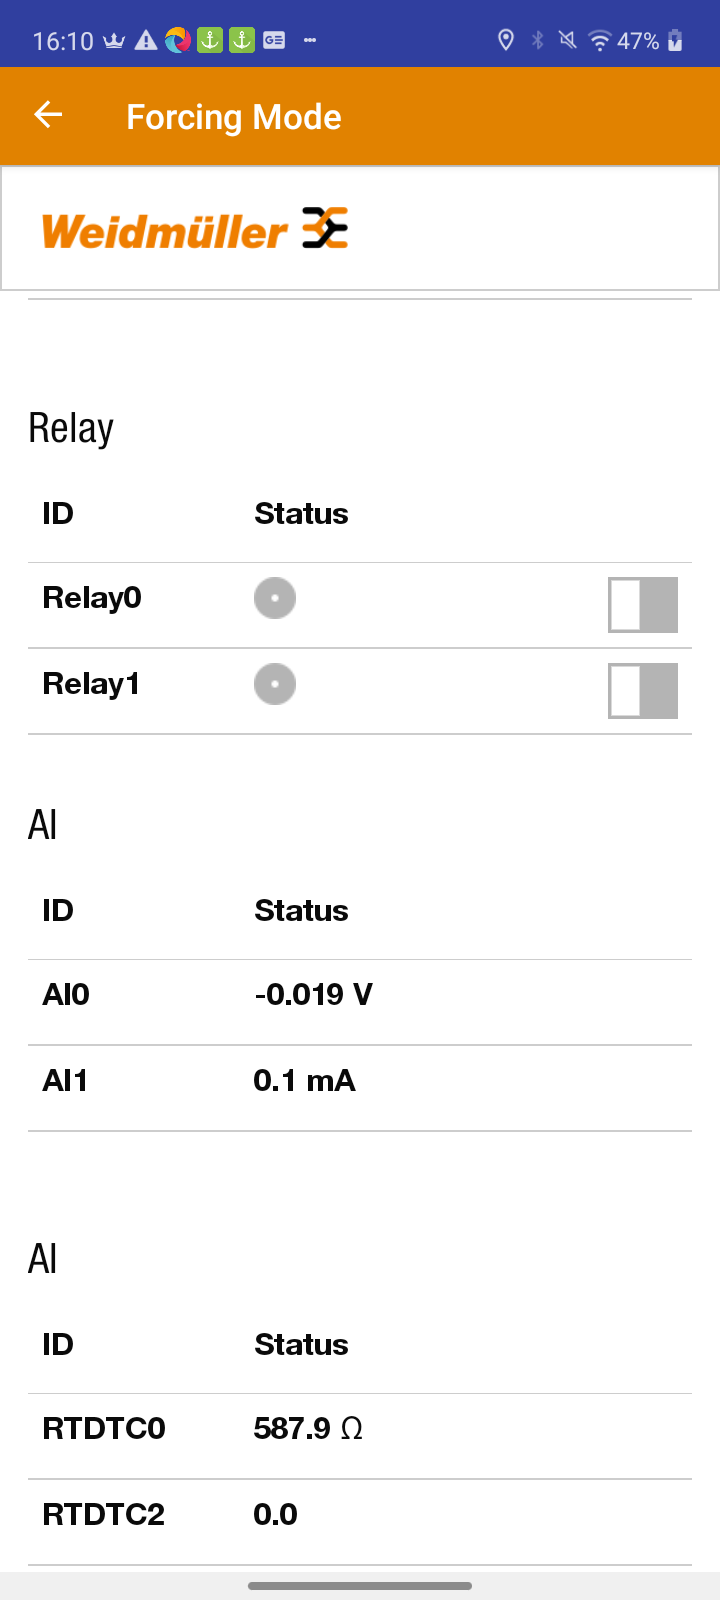 16:10 GE 47%
Forcing Mode
Weidmüller
Relay
ID Status
Relay0
Relay1
AI
ID Status
AI0 -0.019 V
AI1 0.1 mA
AI
ID Status
RTDTC0 587.9 Ω
RTDTC2 0.0